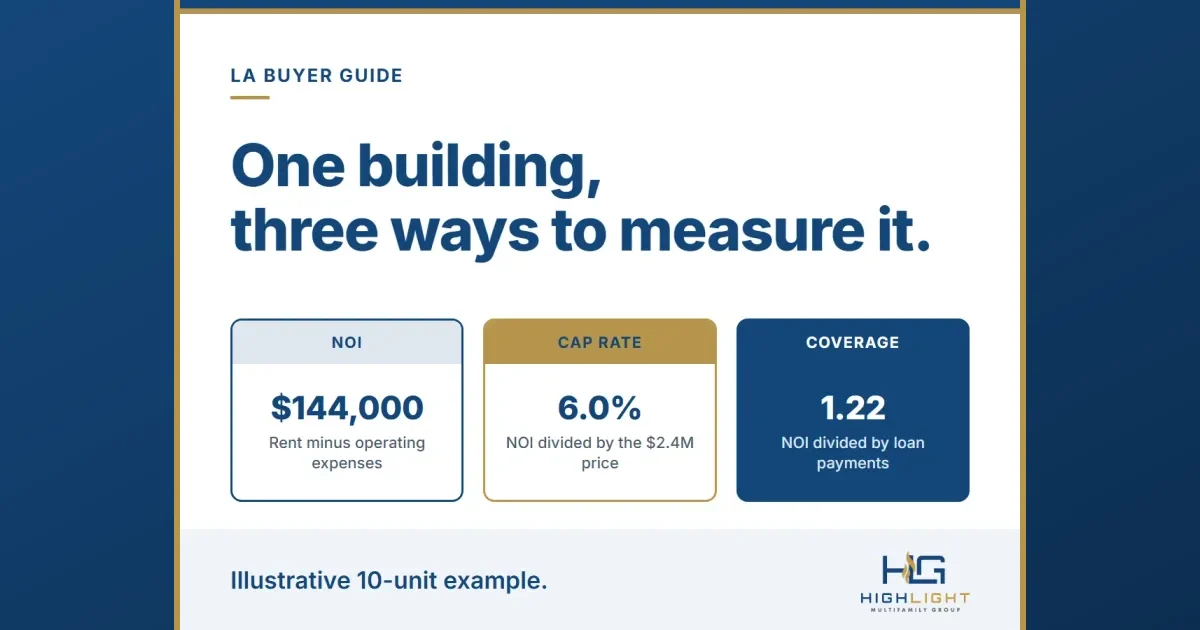 LA BUYER GUIDE
One building,
three ways to measure it.
NOI
$144,000
Rent minus operating
expenses
CAP RATE
6.0%
NOI divided by the $2.4M
price
COVERAGE
1.22
NOI divided by loan
payments
Illustrative 10-unit example.
HLG
HIGHLIGHT
MULTIFAMILY GROUP